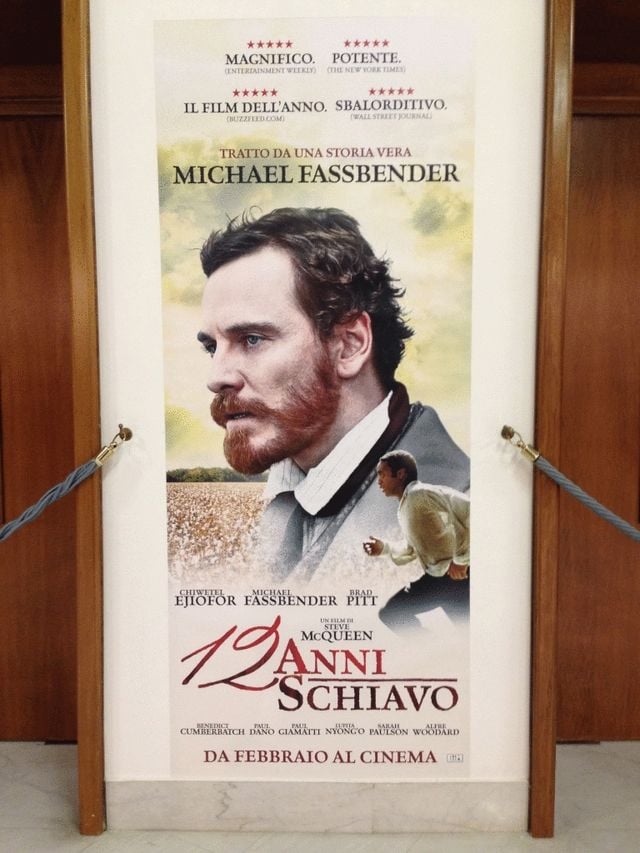 ★★★★★ ★★★★★
MAGNIFICO. POTENTE.
(ENTERTAINMENT WEEKLY) (THE NEW YORK TIMES)
★★★★★ ★★★★★
IL FILM DELL'ANNO. SBALORDITIVO.
(BUZZFEED.COM) (WALL STREET JOURNAL)
TRATTO DA UNA STORIA VERA
MICHAEL FASSBENDER
CHIWETEL MICHAEL BRAD
EJIOFOR FASSBENDER PITT
UN FILM DI
STEVE
McQUEEN
12 ANNI
SCHIAVO
BENEDICT PAUL PAUL LUPITA SARAH ALFRE
CUMBERBATCH DANO GIAMATTI NYONG'O PAULSON WOODARD
DA FEBBRAIO AL CINEMA